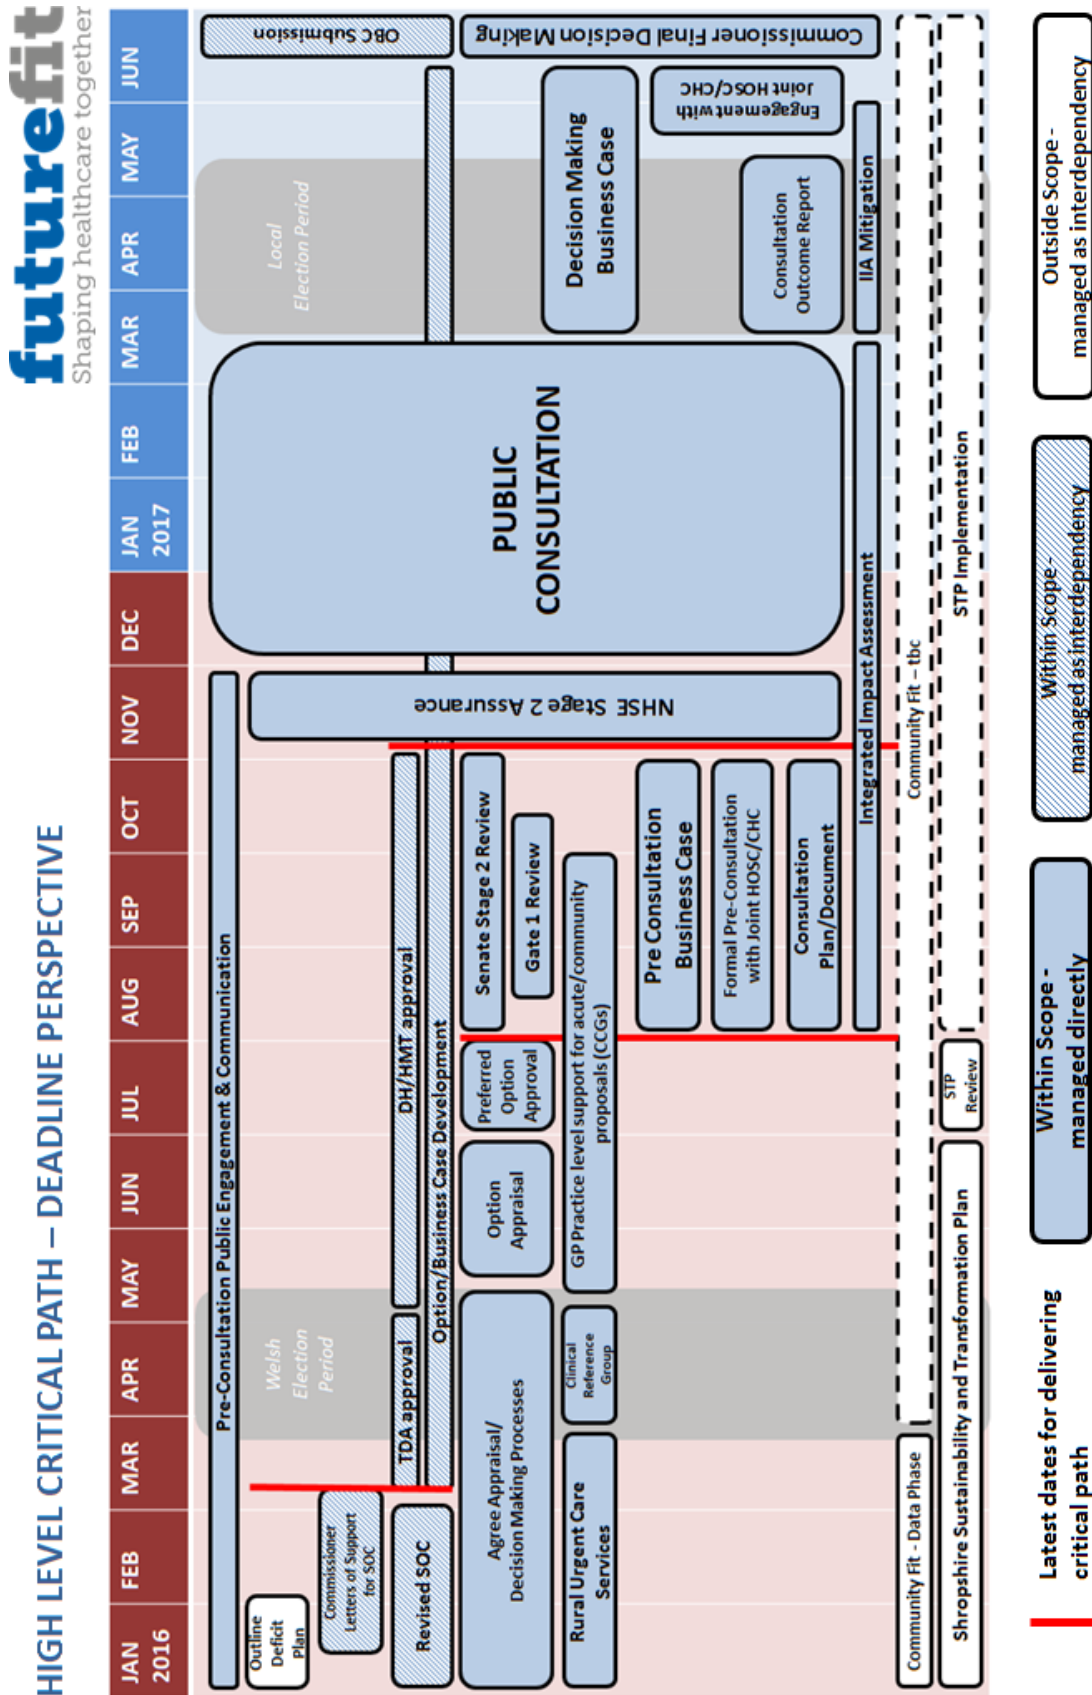 HIGH LEVEL CRITICAL PATH – DEADLINE PERSPECTIVE
futurefit
Shaping healthcare together
JAN
2016
FEB
MAR
APR
MAY
JUN
JUL
AUG
SEP
OCT
NOV
DEC
JAN
2017
FEB
MAR
APR
MAY
JUN
Pre-Consultation Public Engagement & Communication
OBC Submission
Outline
Deficit
Plan
Welsh
Election
Period
Local
Election Period
Commissioner
Letters of Support
for SOC
NHSE Stage 2 Assurance
PUBLIC
CONSULTATION
Revised SOC
TDA approval
DH/HMT approval
Option/Business Case Development
Agree Appraisal/
Decision Making Processes
Option
Appraisal
Preferred
Option
Approval
Senate Stage 2 Review
Gate 1 Review
Commissioner Final Decision Making
Rural Urgent Care
Services
Clinical
Reference
Group
GP Practice level support for acute/community
proposals (CCGs)
Decision Making
Business Case
Pre Consultation
Business Case
Engagement with
Joint HOSC/CHC
Formal Pre-Consultation
with Joint HOSC/CHC
Consultation
Outcome Report
Consultation
Plan/Document
Integrated Impact Assessment
IIA Mitigation
Community Fit - Data Phase
Community Fit – tbc
Shropshire Sustainability and Transformation Plan
STP
Review
STP Implementation
Latest dates for delivering
critical path
Within Scope -
managed directly
Within Scope -
managed as interdependency
Outside Scope -
managed as interdependency